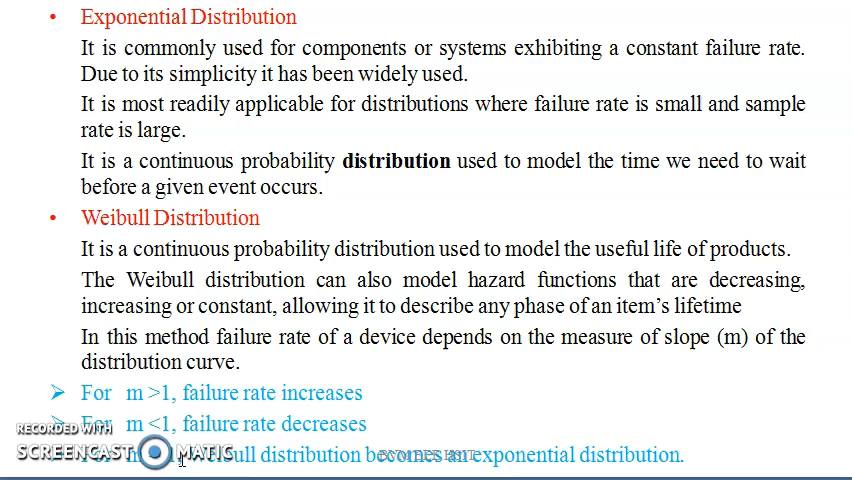 • Exponential Distribution
It is commonly used for components or systems exhibiting a constant failure rate.
Due to its simplicity it has been widely used.
It is most readily applicable for distributions where failure rate is small and sample
rate is large.
It is a continuous probability distribution used to model the time we need to wait
before a given event occurs.
• Weibull Distribution
It is a continuous probability distribution used to model the useful life of products.
The Weibull distribution can also model hazard functions that are decreasing,
increasing or constant, allowing it to describe any phase of an item's lifetime
In this method failure rate of a device depends on the measure of slope (m) of the
distribution curve.
➢ For m >1, failure rate increases
➢ For m <1, failure rate decreases
RECORDED WITH
For m Weibull distribution becomes an exponential distribution.
SCREENCAST MATIC